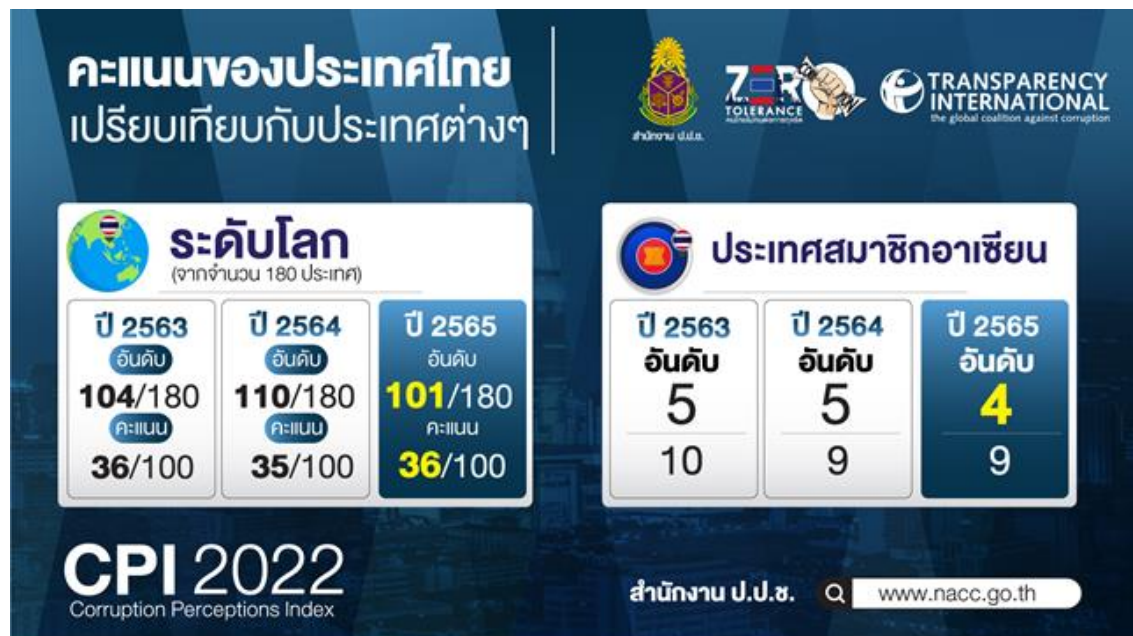 คะแนนของประเทศไทย
เปรียบเทียบกับประเทศต่างๆ
สำนักงาน ป.ป.ช.
ZERO
TOLERANCE
TRANSPARENCY
INTERNATIONAL
the global coalition against corruption
ระดับโลก
(จากจำนวน 180 ประเทศ)
ปี 2563
อันดับ
104/180
คะแนน
36/100
ปี 2564
อันดับ
110/180
คะแนน
35/100
ปี 2565
อันดับ
101/180
คะแนน
36/100
ประเทศสมาชิกอาเซียน
ปี 2563
อันดับ
5
10
ปี 2564
อันดับ
5
9
ปี 2565
อันดับ
4
9
CPI 2022
Corruption Perceptions Index
สำนักงาน ป.ป.ช.
www.nacc.go.th